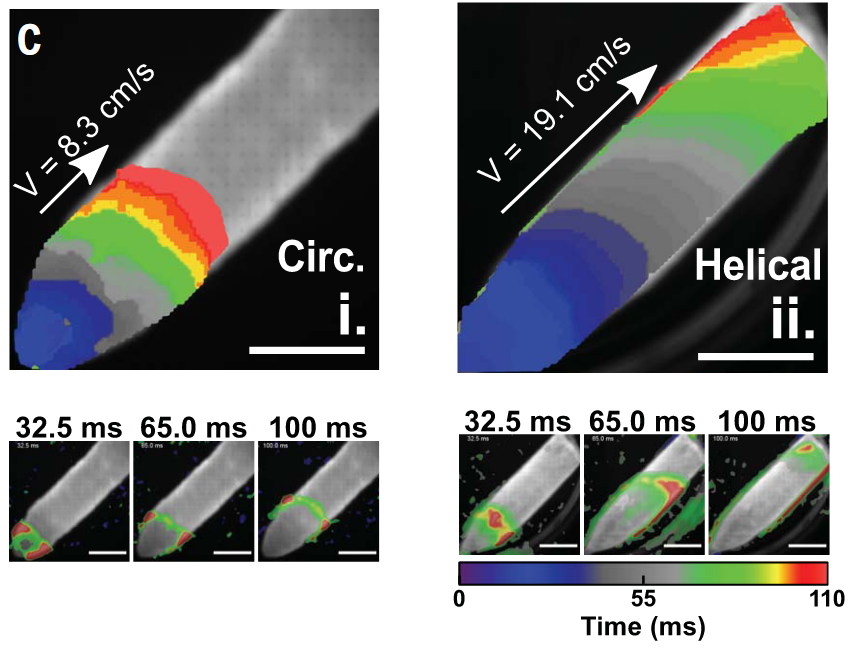 C
V = 8.3 cm/s
Circ.
i.
V = 19.1 cm/s
Helical
ii.
32.5 ms 65.0 ms 100 ms
32.5 ms 65.0 ms 100.0 ms
32.5 ms 65.0 ms 100 ms
32.5 ms 65.0 ms 100.0 ms
0 55 110
Time (ms)